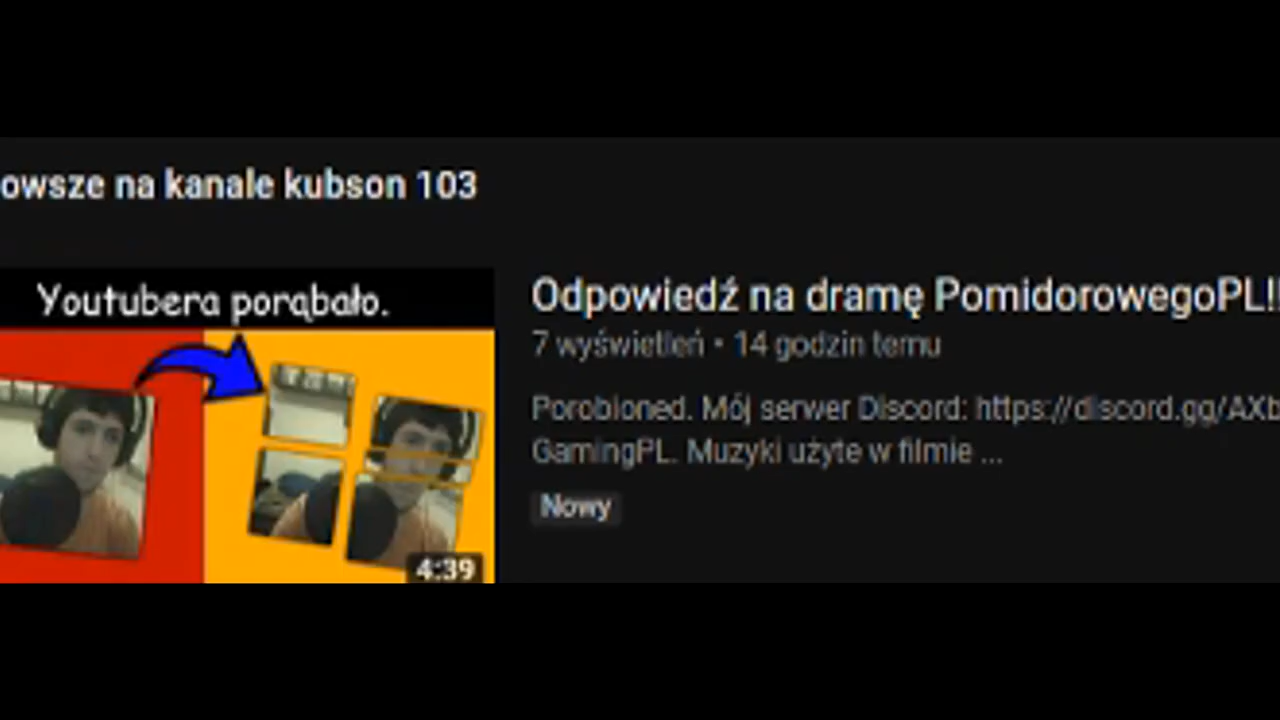 owsze na kanale kubson 103
Youtubera porąbało.
4:39
Odpowiedź na dramę PomidorowegoPL!!
7 wyświetleń • 14 godzin temu
Porobioned. Mój serwer Discord: https://discord.gg/AXb
GamingPL. Muzyki użyte w filmie ...
Nowy